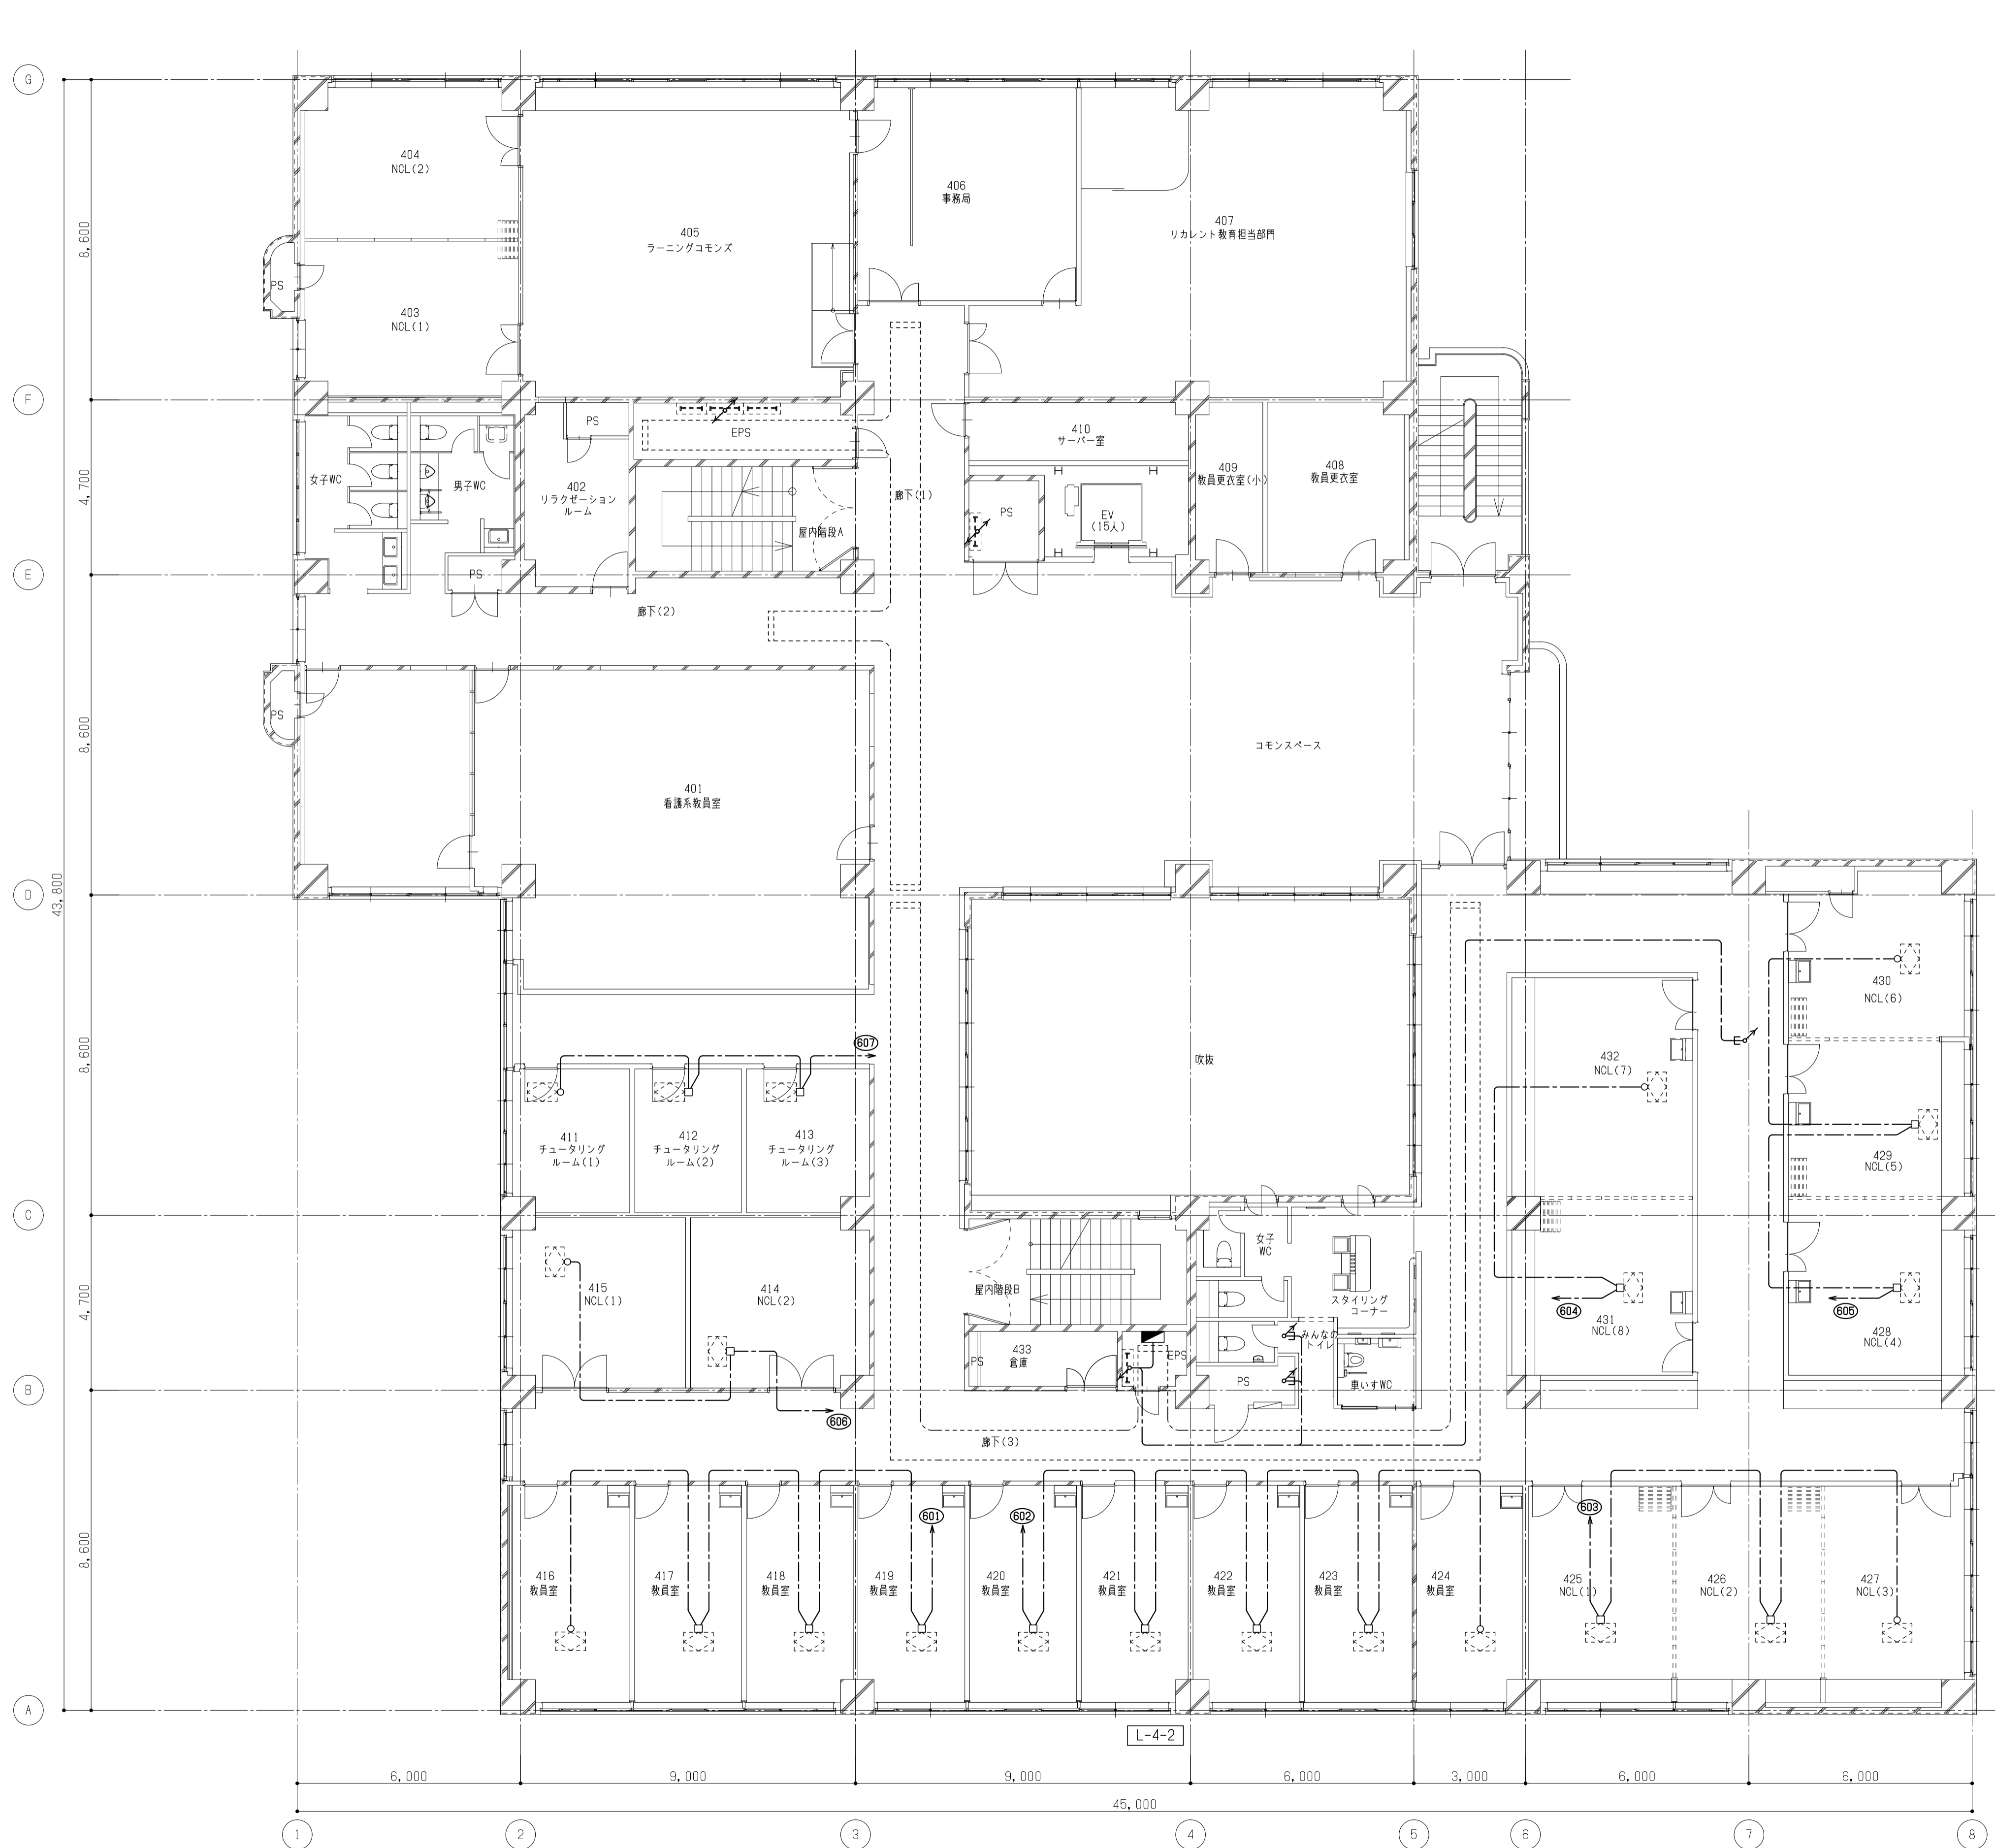 G
404
NCL(2)
406
事務局
407
リカレント教育担当部門
405
ラーニングコモンズ
8,600
PS
403
NCL(1)
F
PS
EPS
410
サーバー室
女子WC
男子WC
402
リラクゼーション
ルーム
409
教員更衣室(小)
408
教員更衣室
4,700
廊下(1)
屋内階段A
PS
EV
(15人)
E
PS
廊下(2)
PS
8,600
コモンスペース
401
看護系教員室
43,800
D
430
NCL(6)
607
8,600
吹抜
432
NCL(7)
411
チュータリング
ルーム(1)
412
チュータリング
ルーム(2)
413
チュータリング
ルーム(3)
429
NCL(5)
C
女子
WC
415
NCL(1)
414
NCL(2)
屋内階段B
スタイリング
コーナー
604
605
4,700
431
NCL(8)
428
NCL(4)
みんなの
トイレ
PS
433
倉庫
EPS
PS
車いすWC
B
606
廊下(3)
601
602
603
8,600
416
教員室
417
教員室
418
教員室
419
教員室
420
教員室
421
教員室
422
教員室
423
教員室
424
教員室
425
NCL(1)
426
NCL(2)
427
NCL(3)
A
L-4-2
6,000
9,000
9,000
6,000
3,000
6,000
6,000
45,000
1
2
3
4
5
6
7
8